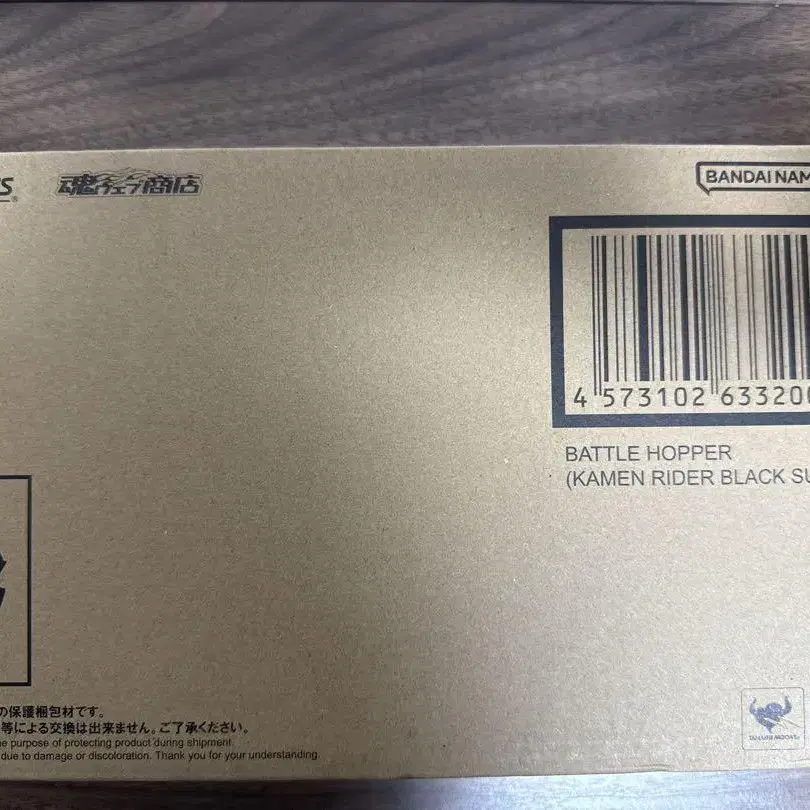 TS®
魂ウェブ商店
BANDAI NAM
4 573102 63320
BATTLE HOPPER
(KAMEN RIDER BLACK SU
の保護梱包材です。
等による交換は出来ません。ご了承ください。
he purpose of protecting product during shipment.
due to damage or discoloration. Thank you for your understanding.